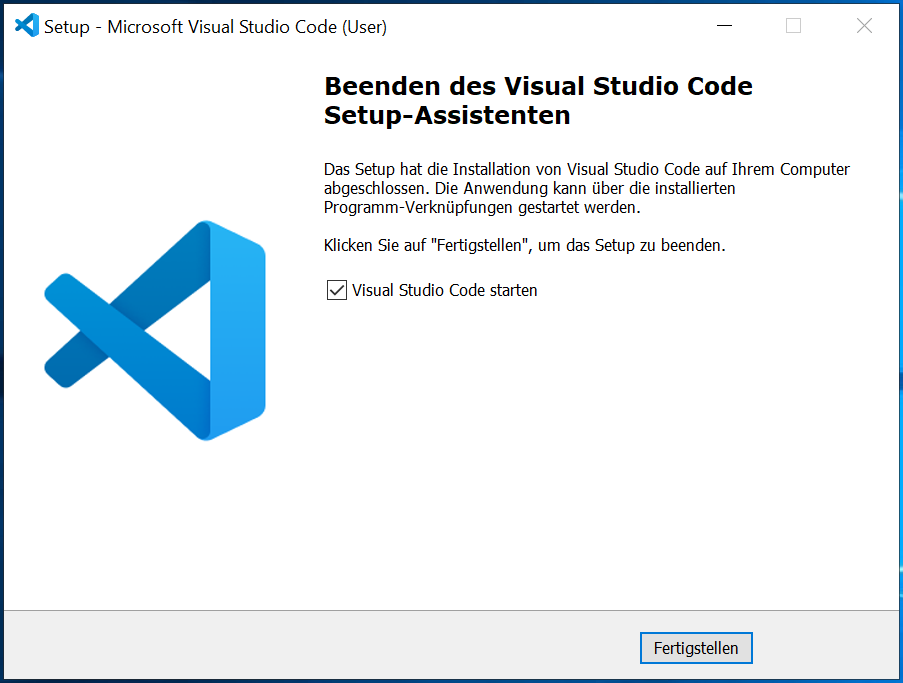 Setup - Microsoft Visual Studio Code (User)
Beenden des Visual Studio Code
Setup-Assistenten
Das Setup hat die Installation von Visual Studio Code auf Ihrem Computer
abgeschlossen. Die Anwendung kann über die installierten
Programm-Verknüpfungen gestartet werden.
Klicken Sie auf "Fertigstellen", um das Setup zu beenden.
Visual Studio Code starten
Fertigstellen